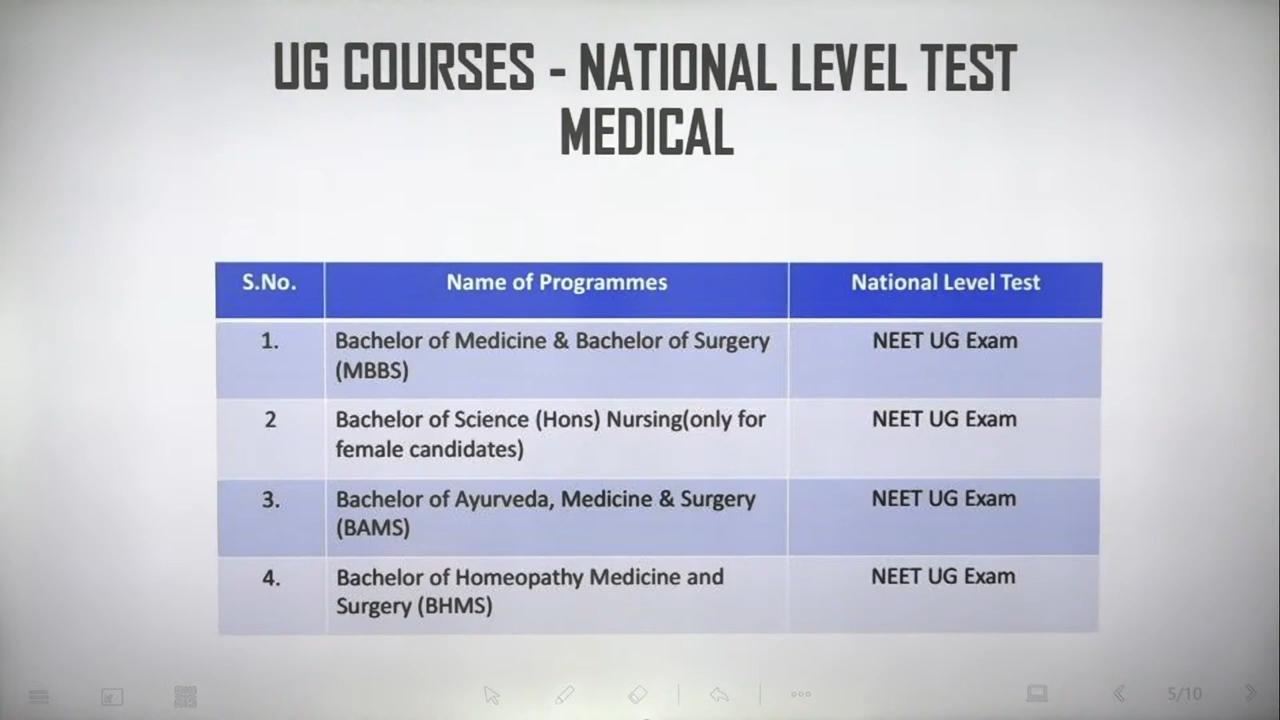 UG COURSES - NATIONAL LEVEL TEST
MEDICAL
S.No. Name of Programmes National Level Test
1. Bachelor of Medicine & Bachelor of Surgery NEET UG Exam
(MBBS)
2 Bachelor of Science (Hons) Nursing(only for NEET UG Exam
female candidates)
3. Bachelor of Ayurveda, Medicine & Surgery NEET UG Exam
(BAMS)
4. Bachelor of Homeopathy Medicine and NEET UG Exam
Surgery (BHMS)
5/10